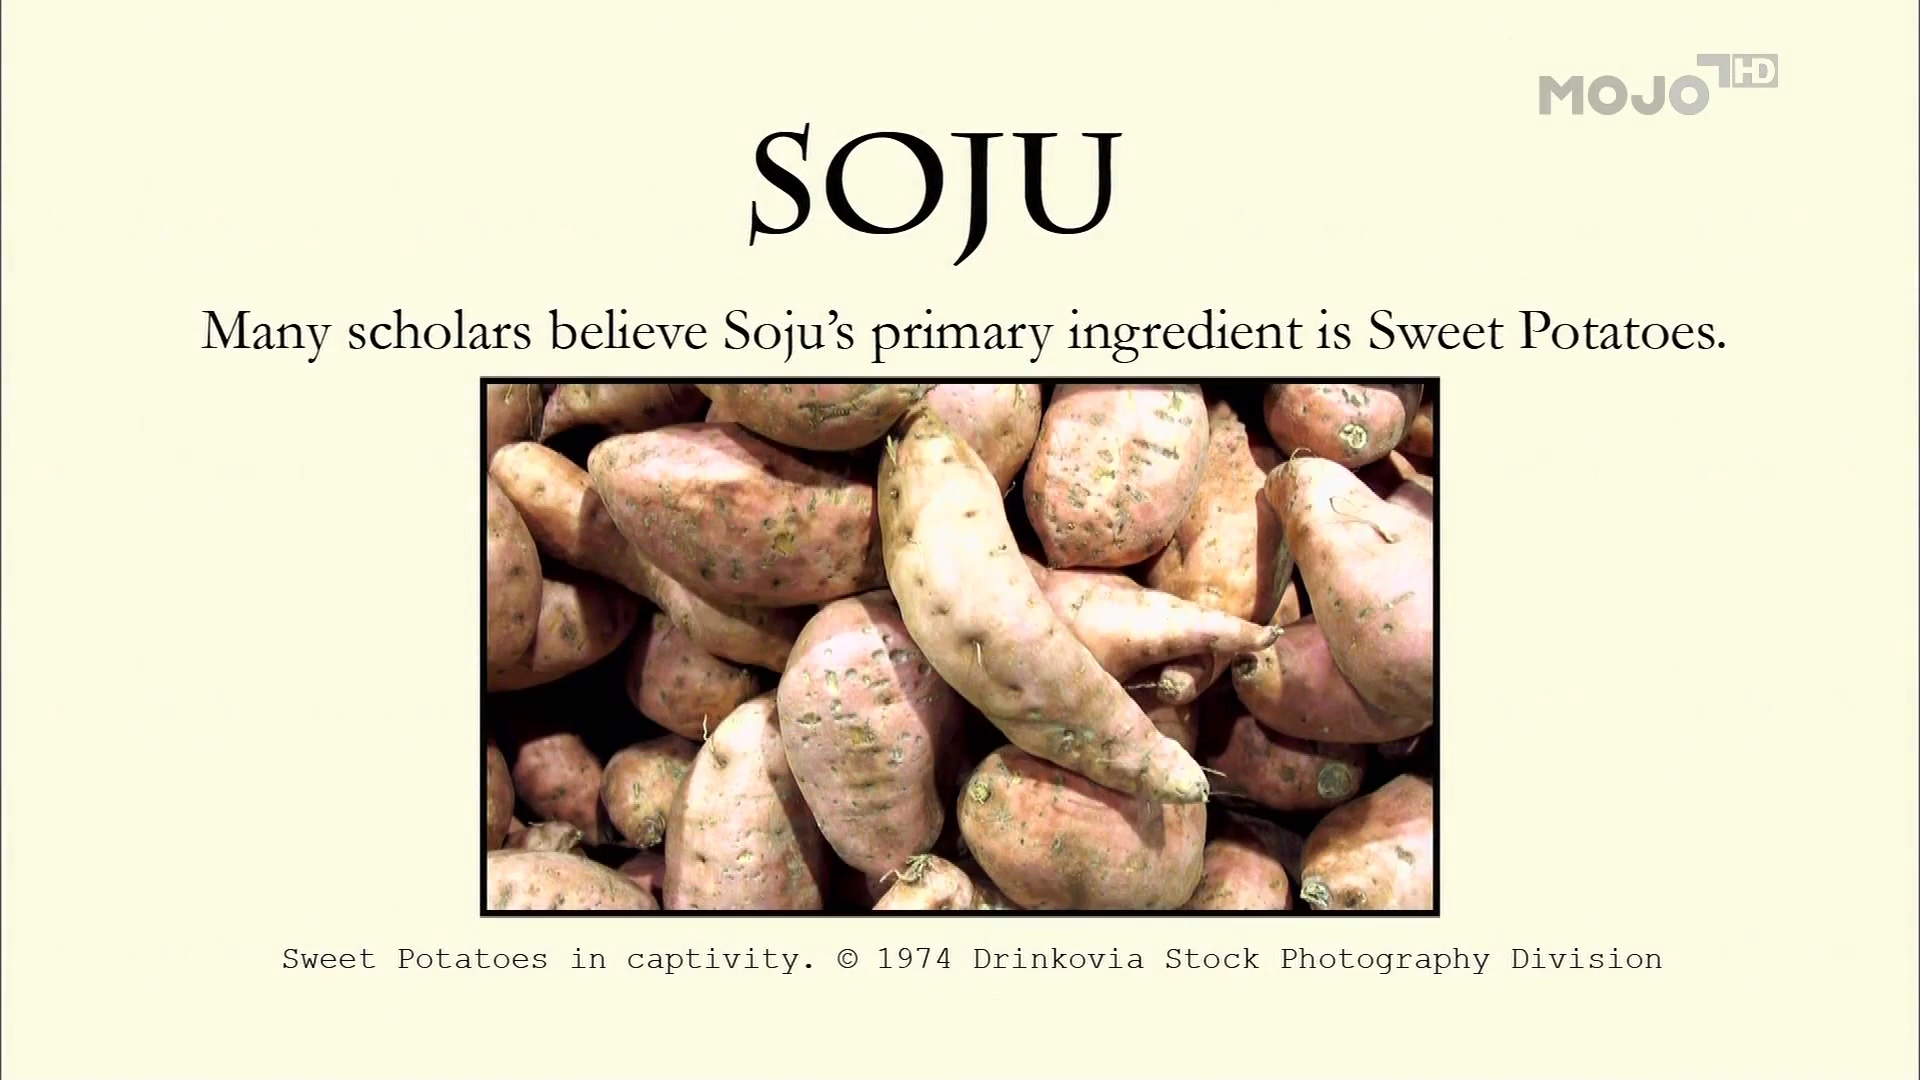 MOJO HD
SOJU
Many scholars believe Soju's primary ingredient is Sweet Potatoes.
Sweet Potatoes in captivity. © 1974 Drinkovia Stock Photography Division